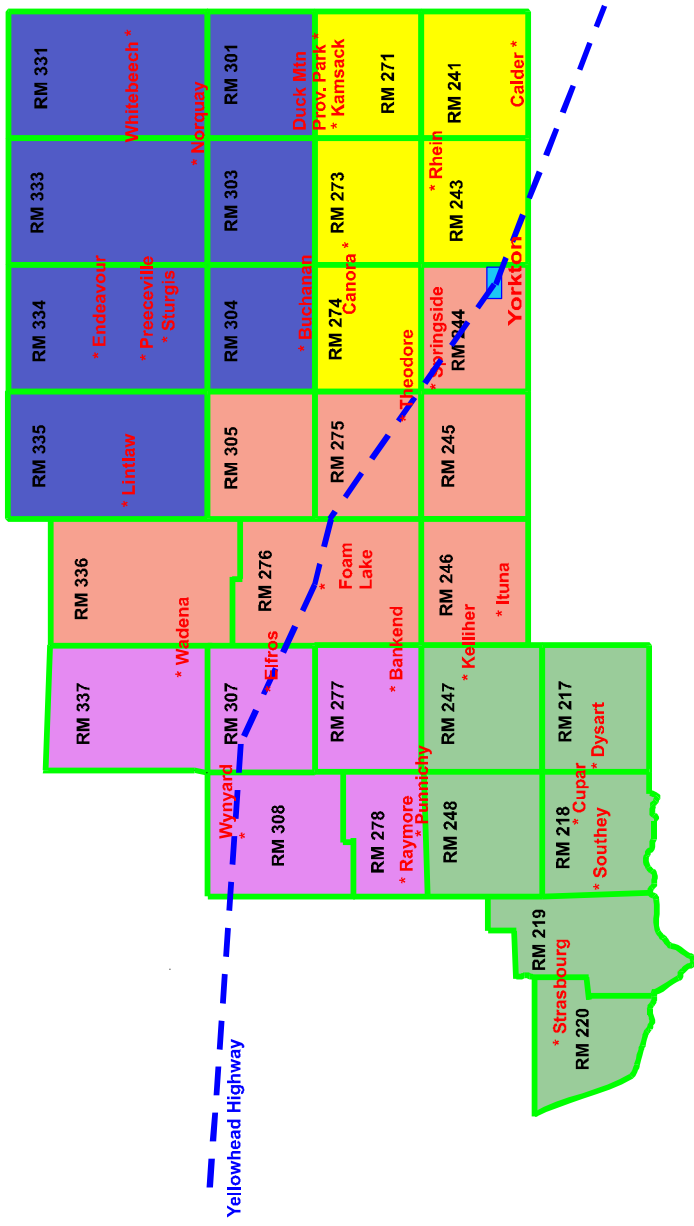 RM 335
RM 334
RM 333
RM 331
RM 337
RM 336
* Endeavour
* Lintlaw
Whitebeech *
* Preeceville
* Sturgis
* Wadena
* Norquay
Yellowhead Highway
Wynyard
*
RM 307
RM 305
RM 304
RM 303
RM 301
RM 308
* Elfros
RM 276
* Buchanan
Duck Mtn
Prov. Park *
* Kamsack
RM 277
*
Foam
Lake
RM 275
RM 274
Canora *
RM 273
RM 278
RM 271
* Raymore
* Bankend
* Theodore
* Punnichy
* Springside
* Rhein
RM 248
RM 247
RM 246
RM 245
RM 244
RM 243
RM 241
* Kelliher
* Ituna
Yorkton
Calder *
RM 219
* Strasbourg
RM 218
RM 217
* Cupar
RM 220
* Southey
* Dysart